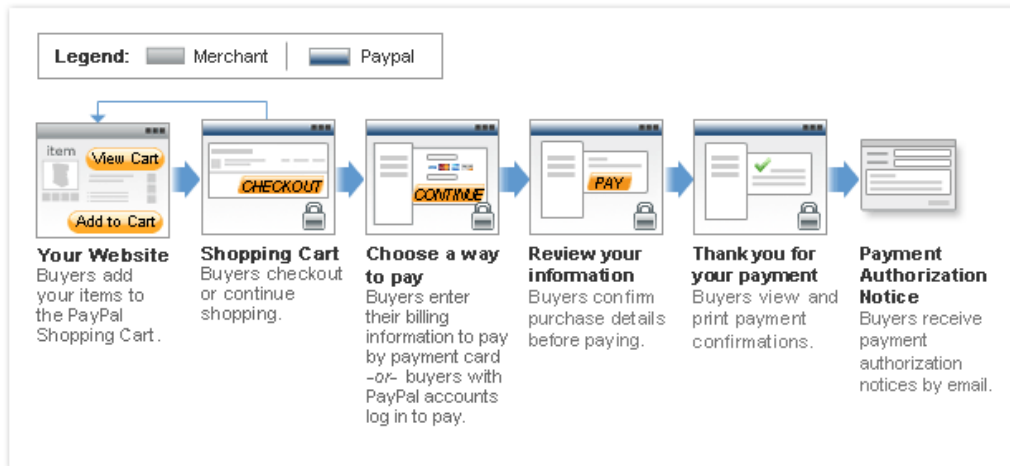 Legend: Merchant Paypal
item
View Cart
Add to Cart
CHECKOUT
CONTINUE
PAY
Your Website
Buyers add
your items to
the PayPal
Shopping Cart.
Shopping Cart
Buyers checkout
or continue
shopping.
Choose a way
to pay
Buyers enter
their billing
information to pay
by payment card
-or- buyers with
PayPal accounts
log in to pay.
Review your
information
Buyers confirm
purchase details
before paying.
Thank you for
your payment
Buyers view and
print payment
confirmations.
Payment
Authorization
Notice
Buyers receive
payment
authorization
notices by email.